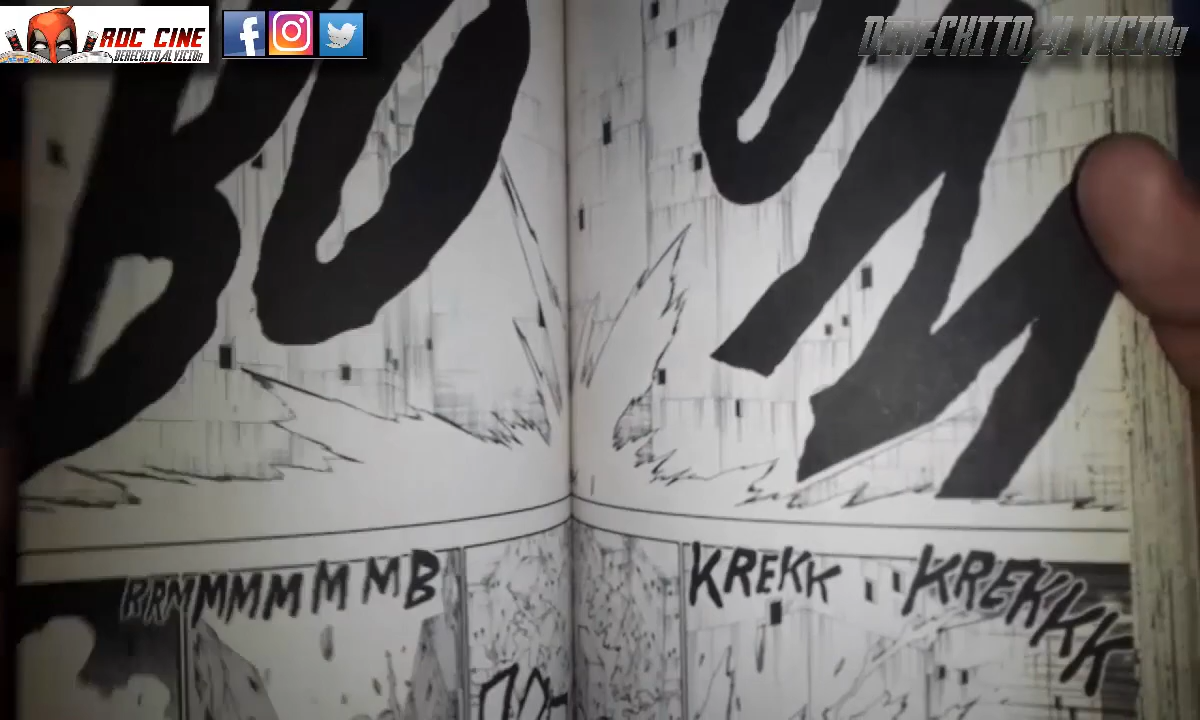 RDC CINE
DERECHITO AL VICIO!!
DERECHITO AL VICIO!!
BOOM
RRMMMMMMB
KREKK
KREKKK